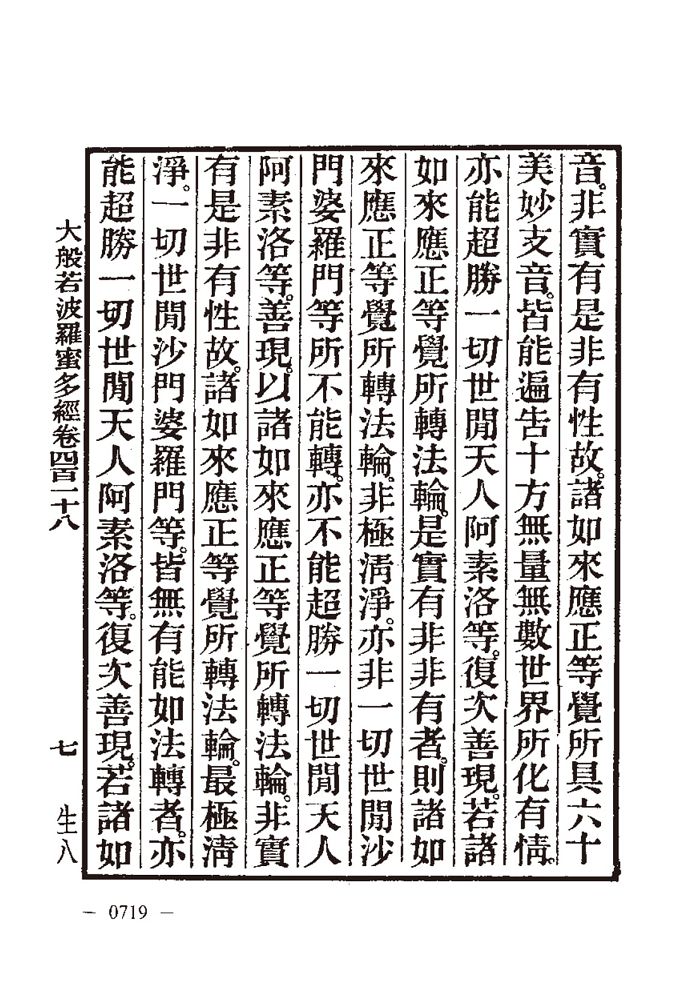 音。非實有是非有性故。諸如來應正等覺所具六十
美妙支音。皆能遍告十方無量無數世界所化有情。
亦能超勝一切世間天人阿素洛等。復次善現。若諸
如來應正等覺所轉法輪。是實有非非有者。則諸如
來應正等覺所轉法輪。非極清淨。亦非一切世間沙
門婆羅門等所不能轉。亦不能超勝一切世間天人
阿素洛等。善現。以諸如來應正等覺所轉法輪。非實
有是非有性故。諸如來應正等覺所轉法輪。最極清
淨。一切世間沙門婆羅門等。皆無有能如法轉者。亦
能超勝一切世間天人阿素洛等。復次善現。若諸如
大般若波羅蜜多經卷四百二十八 七 生八
— 0719 —